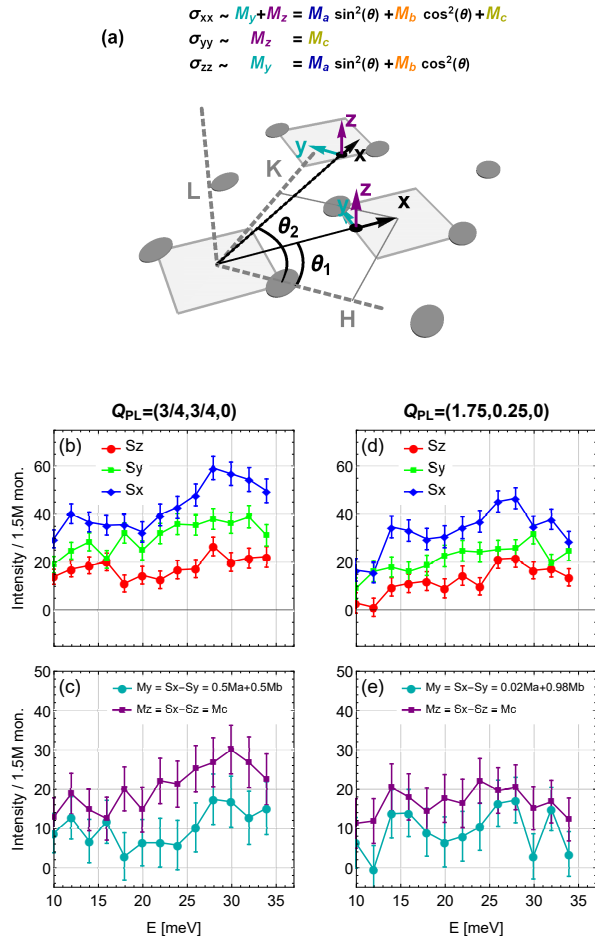 (a)
σxx ~ My+Mz = Ma sin²(θ) +Mb cos²(θ) +Mc
σyy ~ Mz = Mc
σzz ~ My = Ma sin²(θ) +Mb cos²(θ)
z
y
x
K
L
z
x
y
θ2
θ1
H
QPL=(3/4,3/4,0)
QPL=(1.75,0.25,0)
(b)
Sz
Sy
Sx
(d)
Sz
Sy
Sx
60
40
20
0
Intensity / 1.5M mon.
(c)
My = Sx-Sy = 0.5Ma+0.5Mb
Mz = Sx-Sz = Mc
(e)
My = Sx-Sy = 0.02Ma+0.98Mb
Mz = Sx-Sz = Mc
50
40
30
20
10
0
Intensity / 1.5M mon.
10 15 20 25 30 35
10 15 20 25 30 35
E [meV]
E [meV]